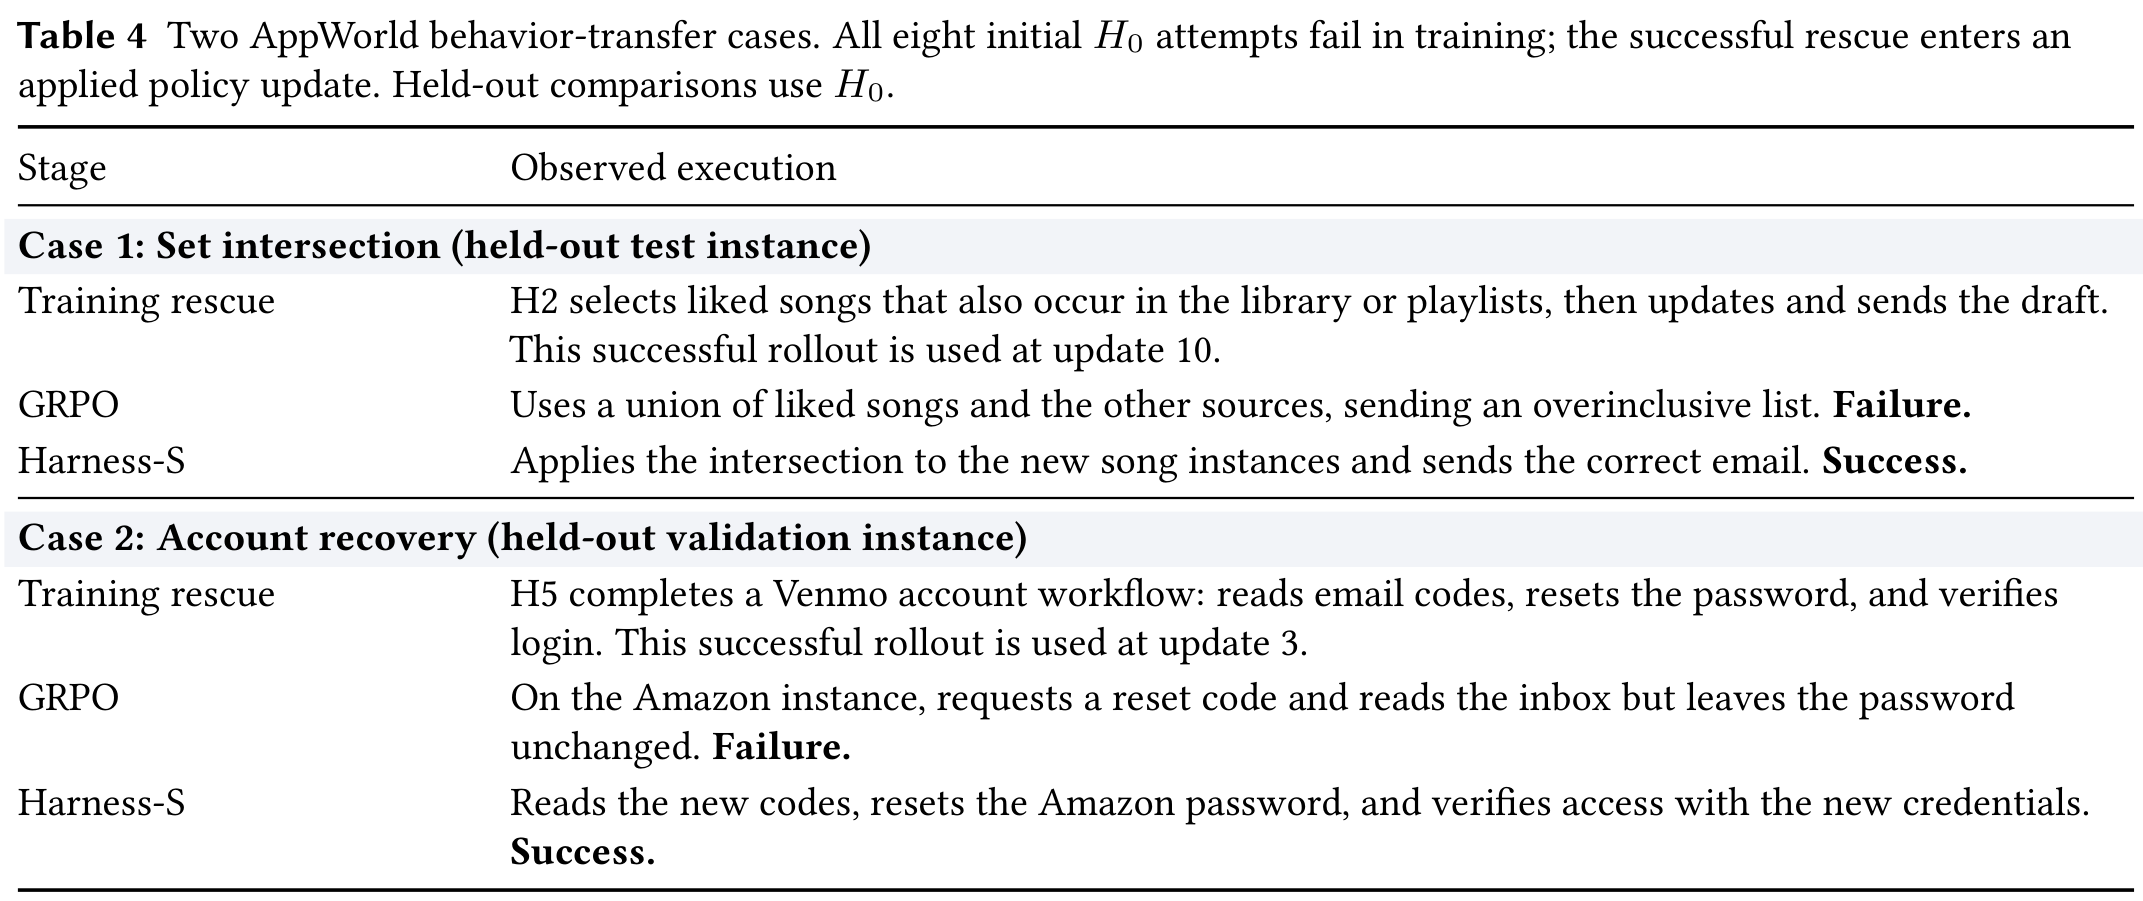 Table 4 Two AppWorld behavior-transfer cases. All eight initial H₀ attempts fail in training; the successful rescue enters an
applied policy update. Held-out comparisons use H₀.
Stage Observed execution
Case 1: Set intersection (held-out test instance)
Training rescue H2 selects liked songs that also occur in the library or playlists, then updates and sends the draft.
This successful rollout is used at update 10.
GRPO Uses a union of liked songs and the other sources, sending an overinclusive list. Failure.
Harness-S Applies the intersection to the new song instances and sends the correct email. Success.
Case 2: Account recovery (held-out validation instance)
Training rescue H5 completes a Venmo account workflow: reads email codes, resets the password, and verifies
login. This successful rollout is used at update 3.
GRPO On the Amazon instance, requests a reset code and reads the inbox but leaves the password
unchanged. Failure.
Harness-S Reads the new codes, resets the Amazon password, and verifies access with the new credentials.
Success.